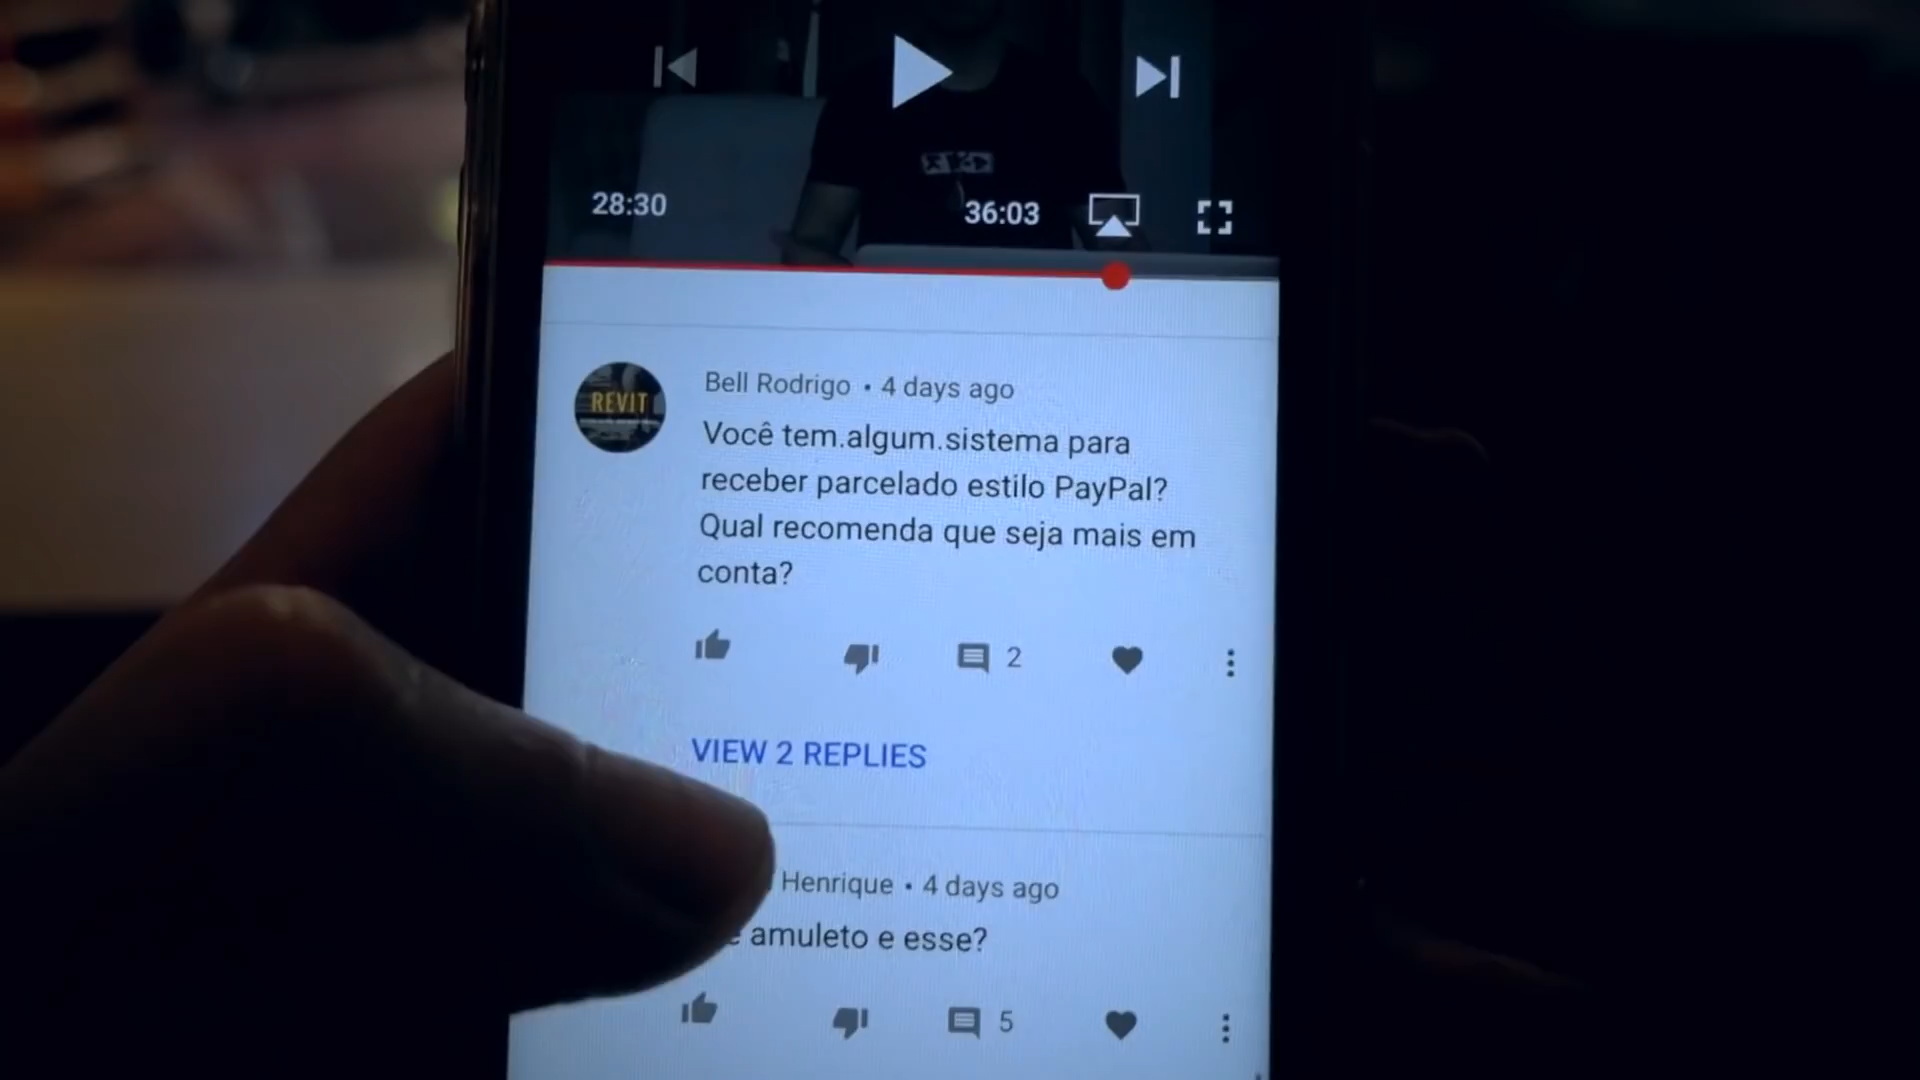 28:30
36:03
REVIT
Bell Rodrigo • 4 days ago
Você tem.algum.sistema para
receber parcelado estilo PayPal?
Qual recomenda que seja mais em
conta?
2
VIEW 2 REPLIES
Henrique • 4 days ago
amuleto e esse?
5